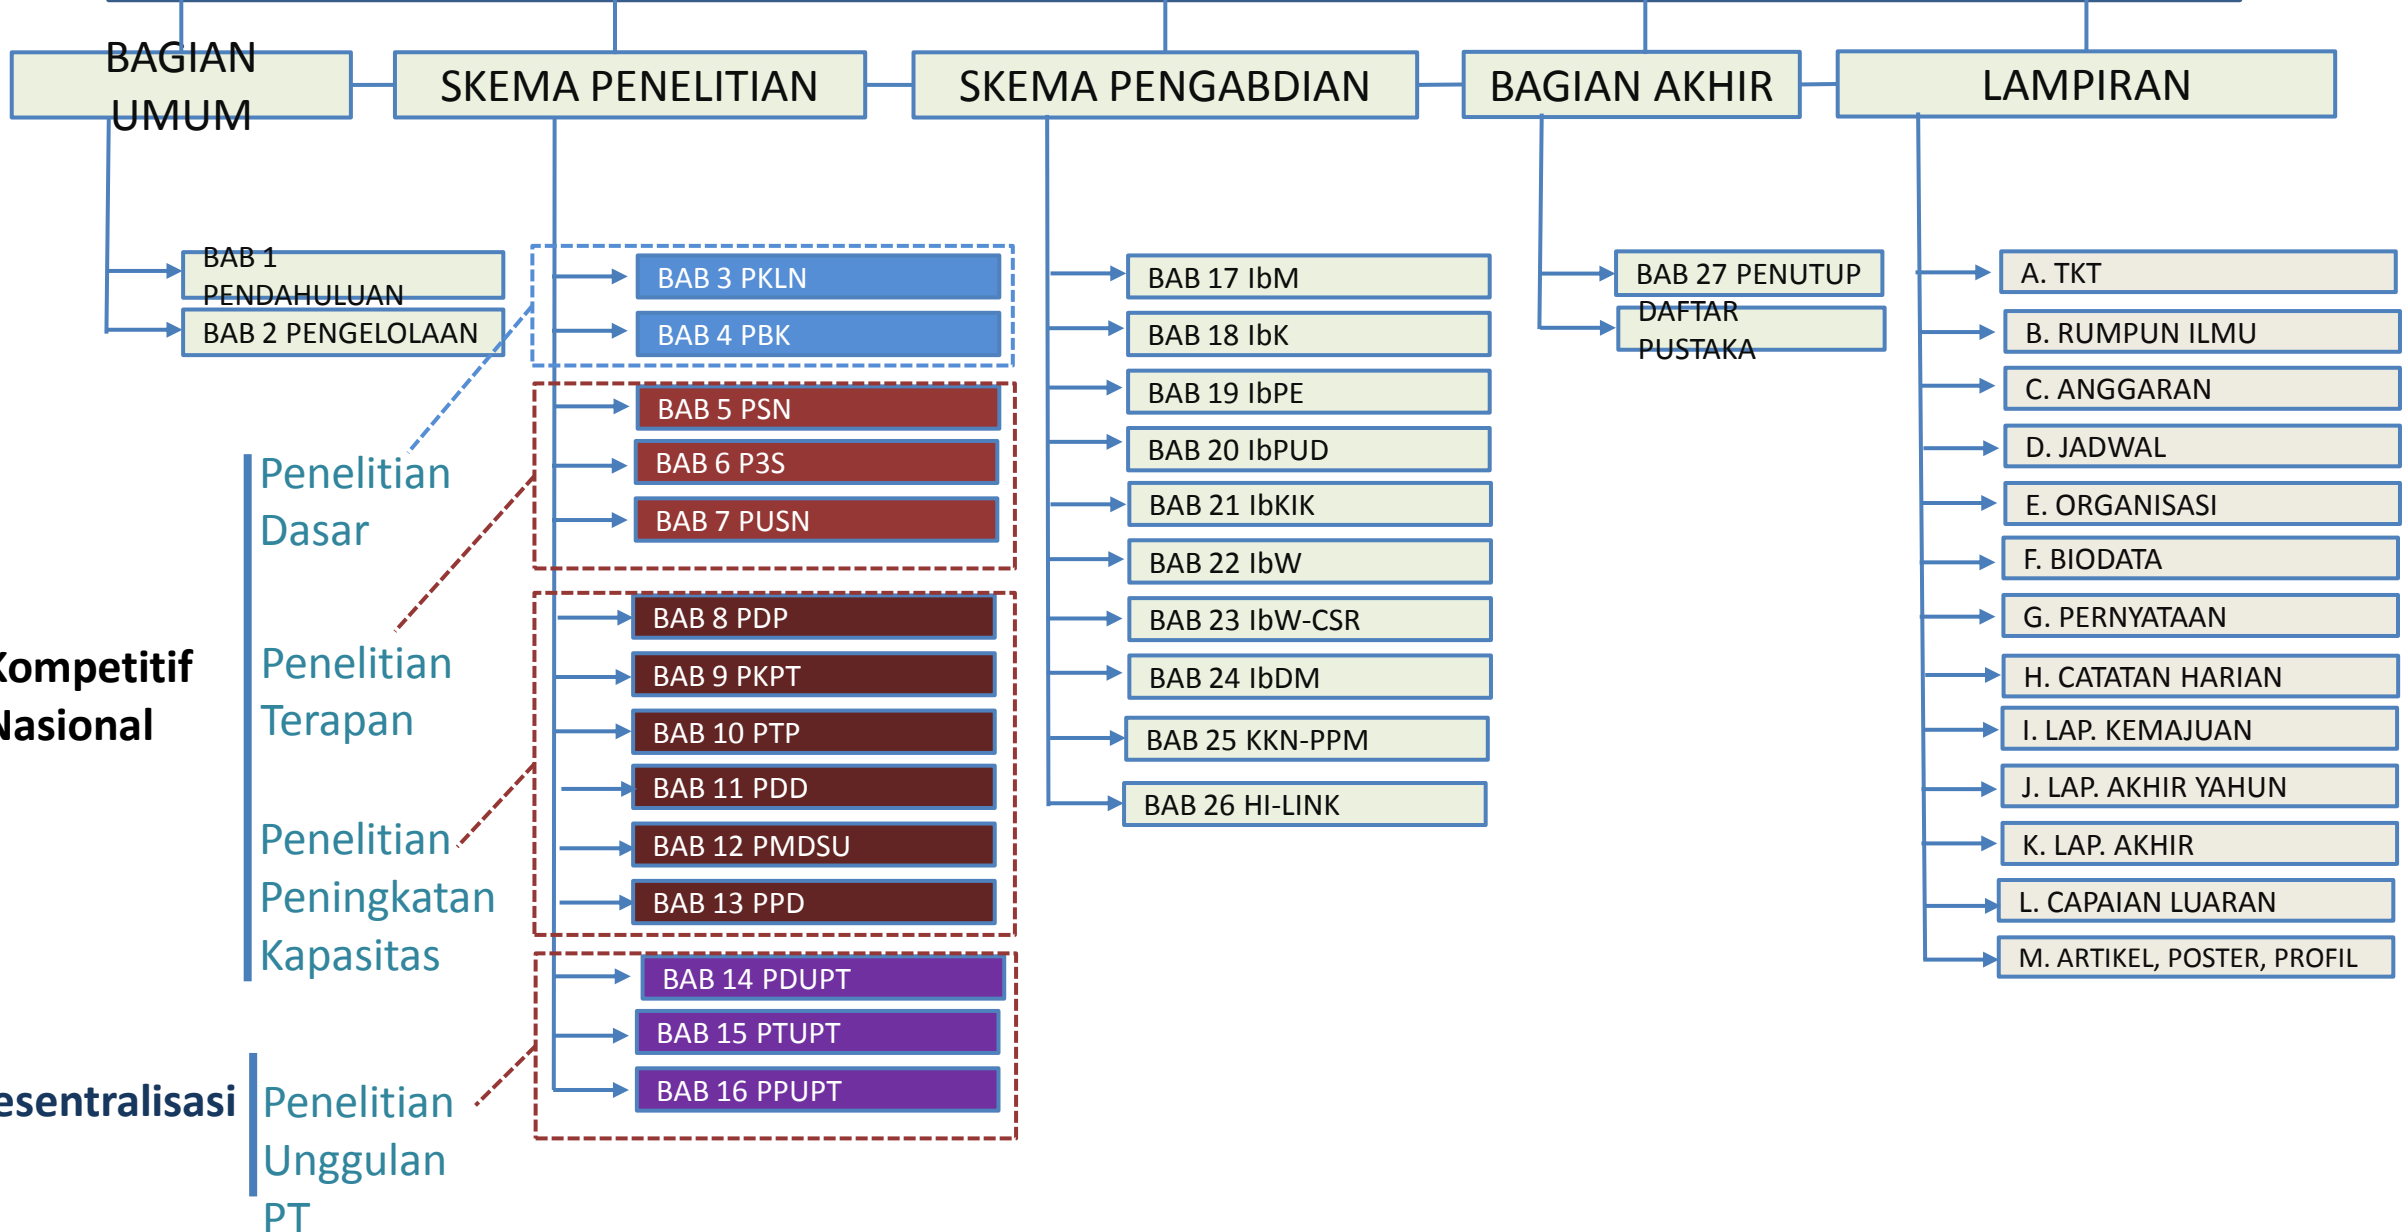 BAGIAN
UMUM
SKEMA PENELITIAN
SKEMA PENGABDIAN
BAGIAN AKHIR
LAMPIRAN
BAB 1
PENDAHULUAN
BAB 2 PENGELOLAAN
BAB 3 PKLN
BAB 4 PBK
BAB 5 PSN
BAB 6 P3S
BAB 7 PUSN
BAB 8 PDP
BAB 9 PKPT
BAB 10 PTP
BAB 11 PDD
BAB 12 PMDSU
BAB 13 PPD
BAB 14 PDUPT
BAB 15 PTUPT
BAB 16 PPUPT
Kompetitif
Nasional
Penelitian
Dasar
Penelitian
Terapan
Penelitian
Peningkatan
Kapasitas
esentralisasi
Penelitian
Unggulan
PT
BAB 17 IbM
BAB 18 IbK
BAB 19 IbPE
BAB 20 IbPUD
BAB 21 IbKIK
BAB 22 IbW
BAB 23 IbW-CSR
BAB 24 IbDM
BAB 25 KKN-PPM
BAB 26 HI-LINK
BAB 27 PENUTUP
DAFTAR
PUSTAKA
A. TKT
B. RUMPUN ILMU
C. ANGGARAN
D. JADWAL
E. ORGANISASI
F. BIODATA
G. PERNYATAAN
H. CATATAN HARIAN
I. LAP. KEMAJUAN
J. LAP. AKHIR YAHUN
K. LAP. AKHIR
L. CAPAIAN LUARAN
M. ARTIKEL, POSTER, PROFIL